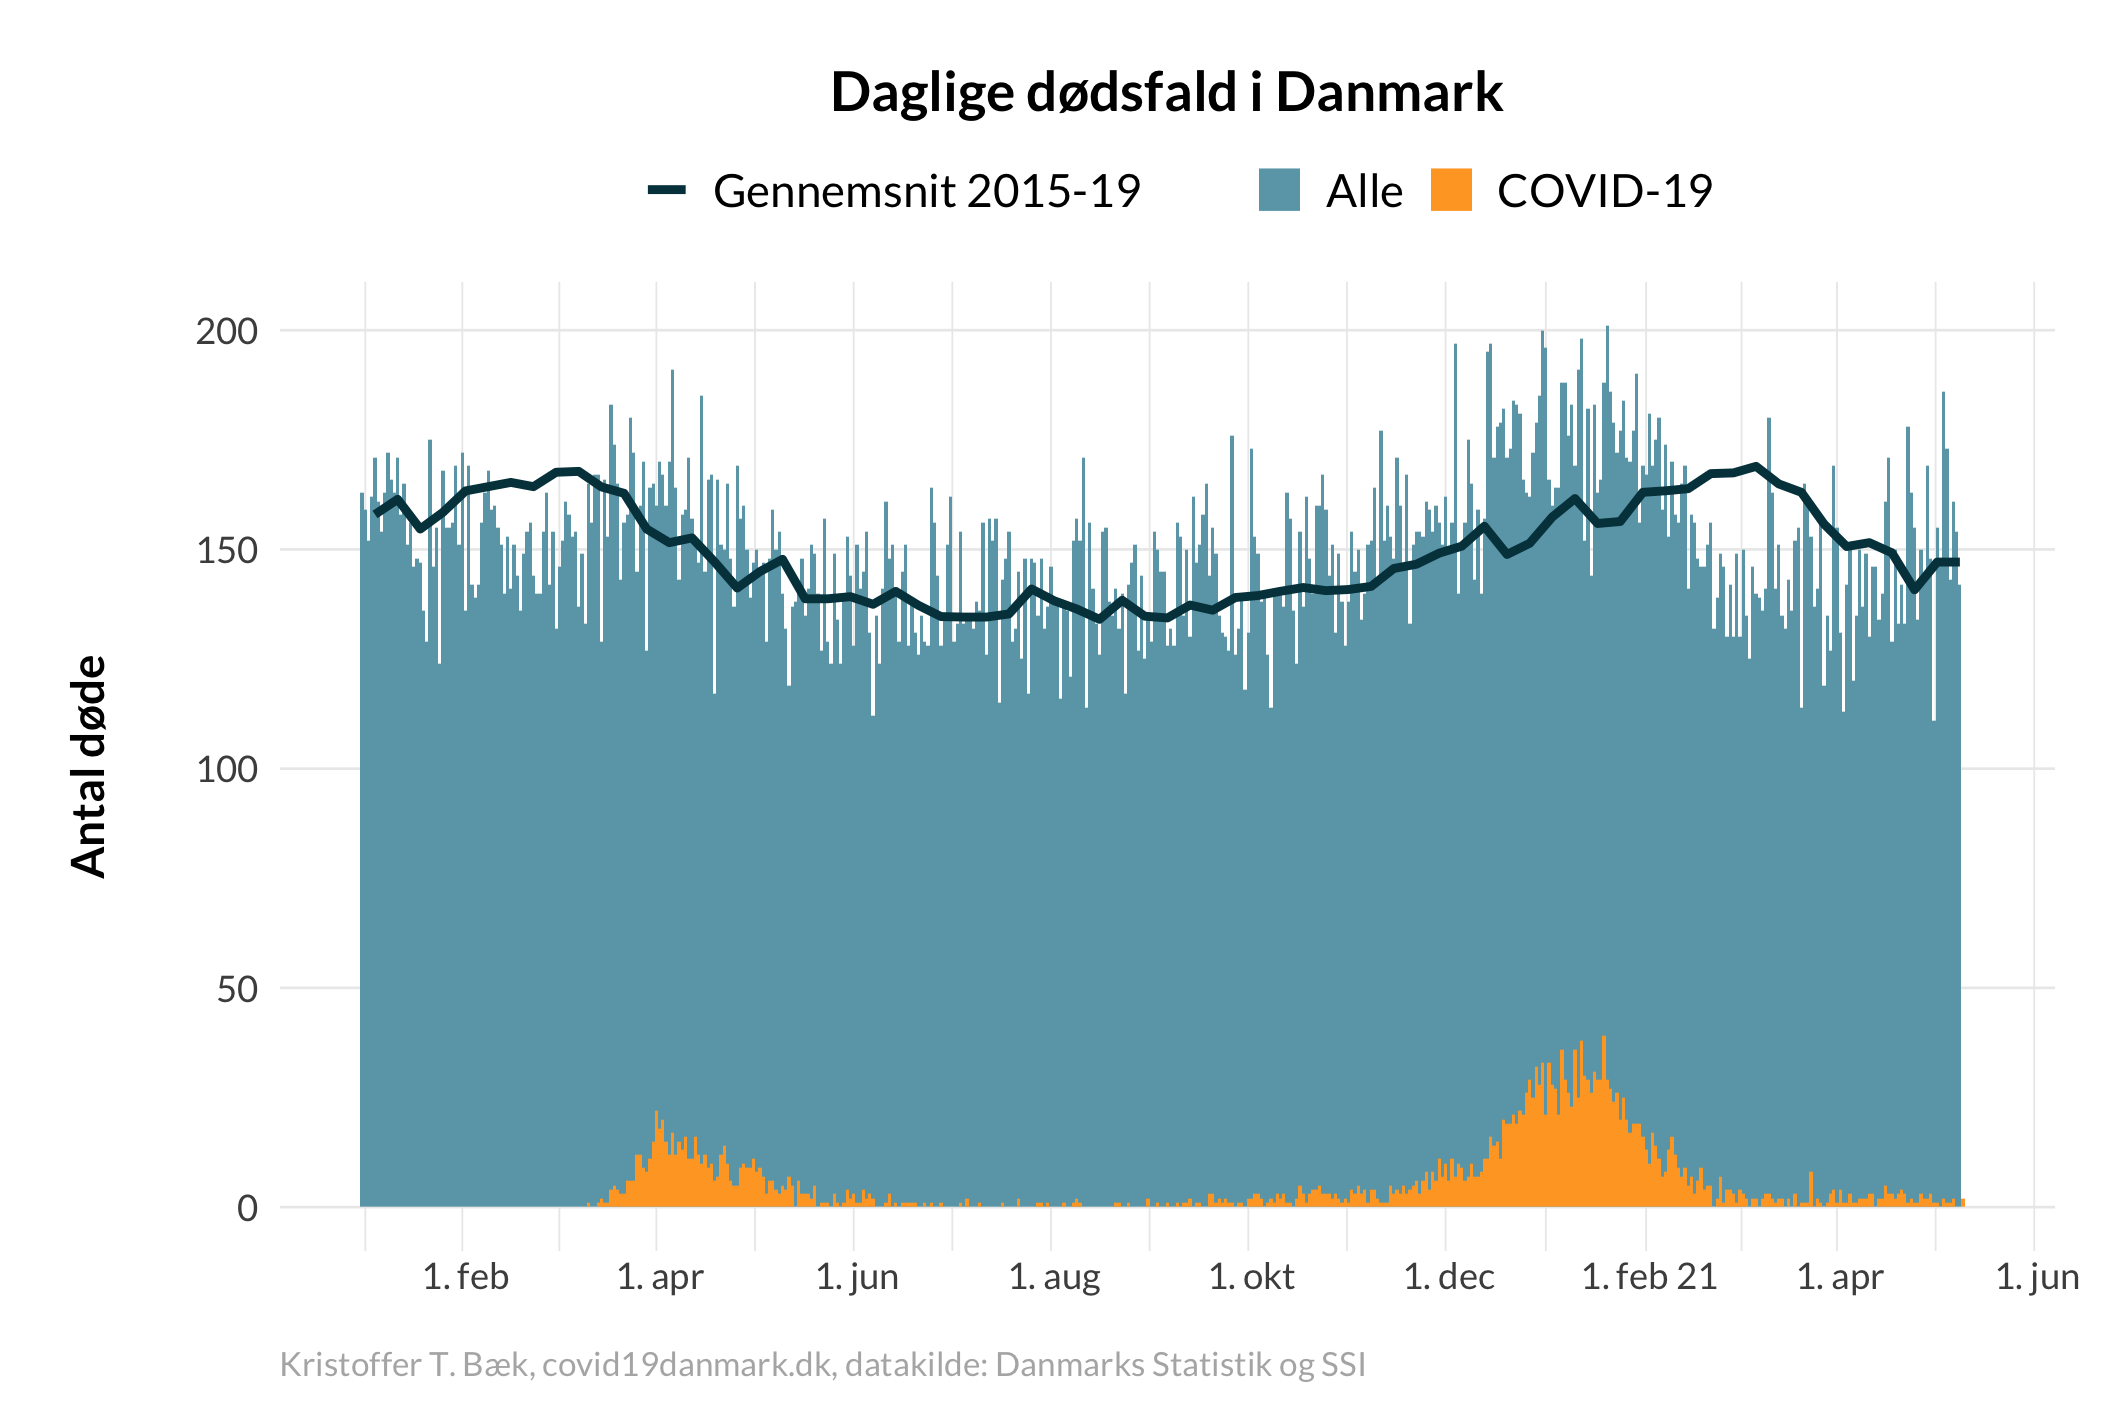 Daglige dødsfald i Danmark
Gennemsnit 2015-19 Alle COVID-19
200
150
100
50
0
Antal døde
1. feb 1. apr 1. jun 1. aug 1. okt 1. dec 1. feb 21 1. apr 1. jun
Kristoffer T. Bæk, covid19danmark.dk, datakilde: Danmarks Statistik og SSI